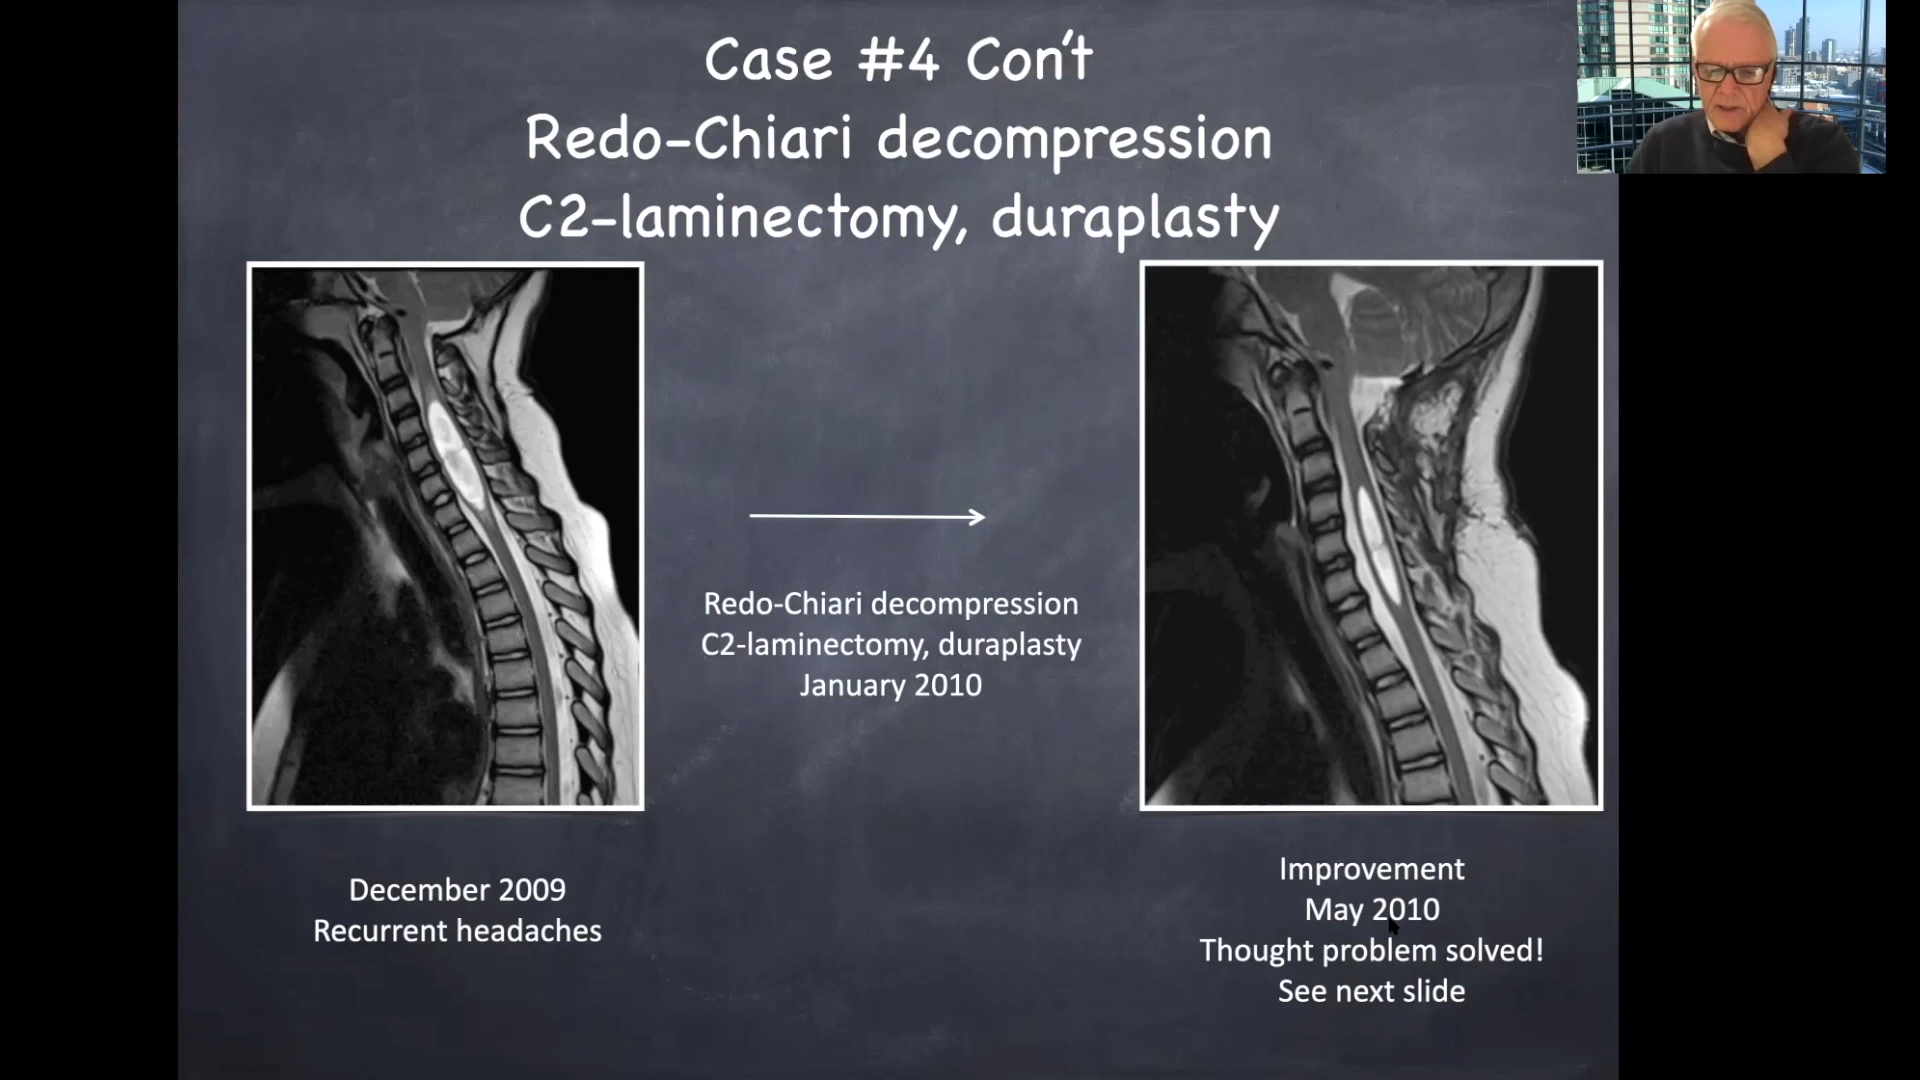 Case #4 Con't
Redo-Chiari decompression
C2-laminectomy, duraplasty
Redo-Chiari decompression
C2-laminectomy, duraplasty
January 2010
December 2009
Recurrent headaches
Improvement
May 2010
Thought problem solved!
See next slide